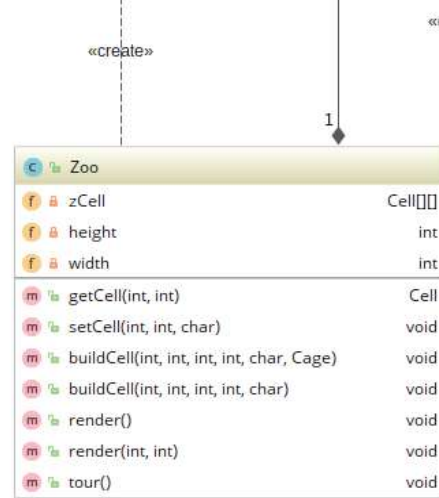 «create»
1
C Zoo
f zCell Cell[][]
f height int
f width int
m getCell(int, int) Cell
m setCell(int, int, char) void
m buildCell(int, int, int, int, char, Cage) void
m buildCell(int, int, int, int, char) void
m render() void
m render(int, int) void
m tour() void